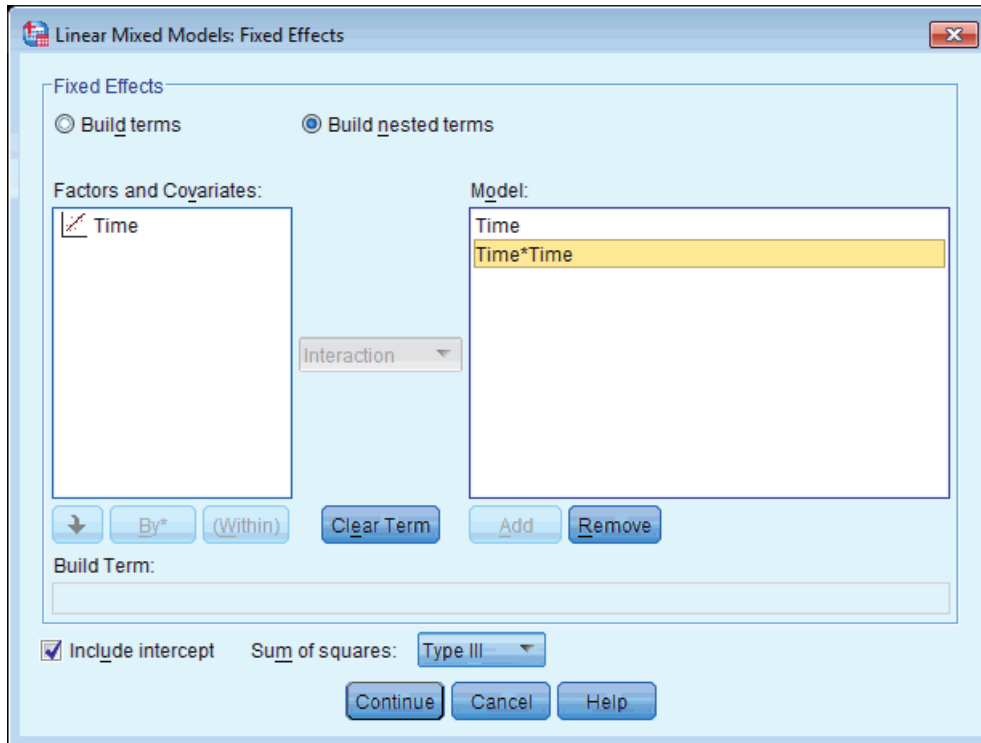 Linear Mixed Models: Fixed Effects
Fixed Effects
Build terms
Build nested terms
Factors and Covariates:
Model:
Time
Time
Time*Time
Interaction
By*
(Within)
Clear Term
Add
Remove
Build Term:
Include intercept
Sum of squares:
Type III
Continue
Cancel
Help